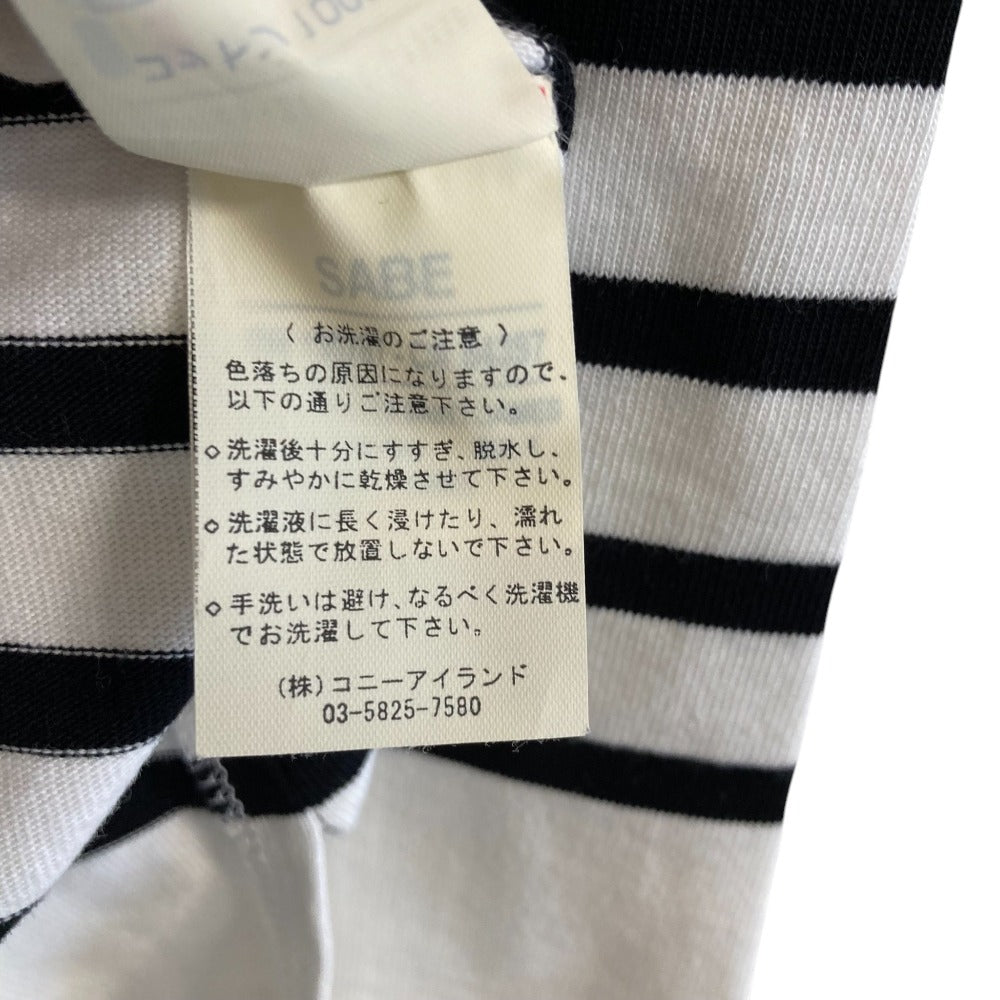 SABE
〈 お洗濯のご注意 〉
色落ちの原因になりますので、
以下の通りご注意下さい。
◇洗濯後十分にすすぎ、脱水し、
すみやかに乾燥させて下さい。
◇洗濯液に長く浸けたり、濡れ
た状態で放置しないで下さい。
◇手洗いは避け、なるべく洗濯機
でお洗濯して下さい。
(株)コニーアイランド
03-5825-7580